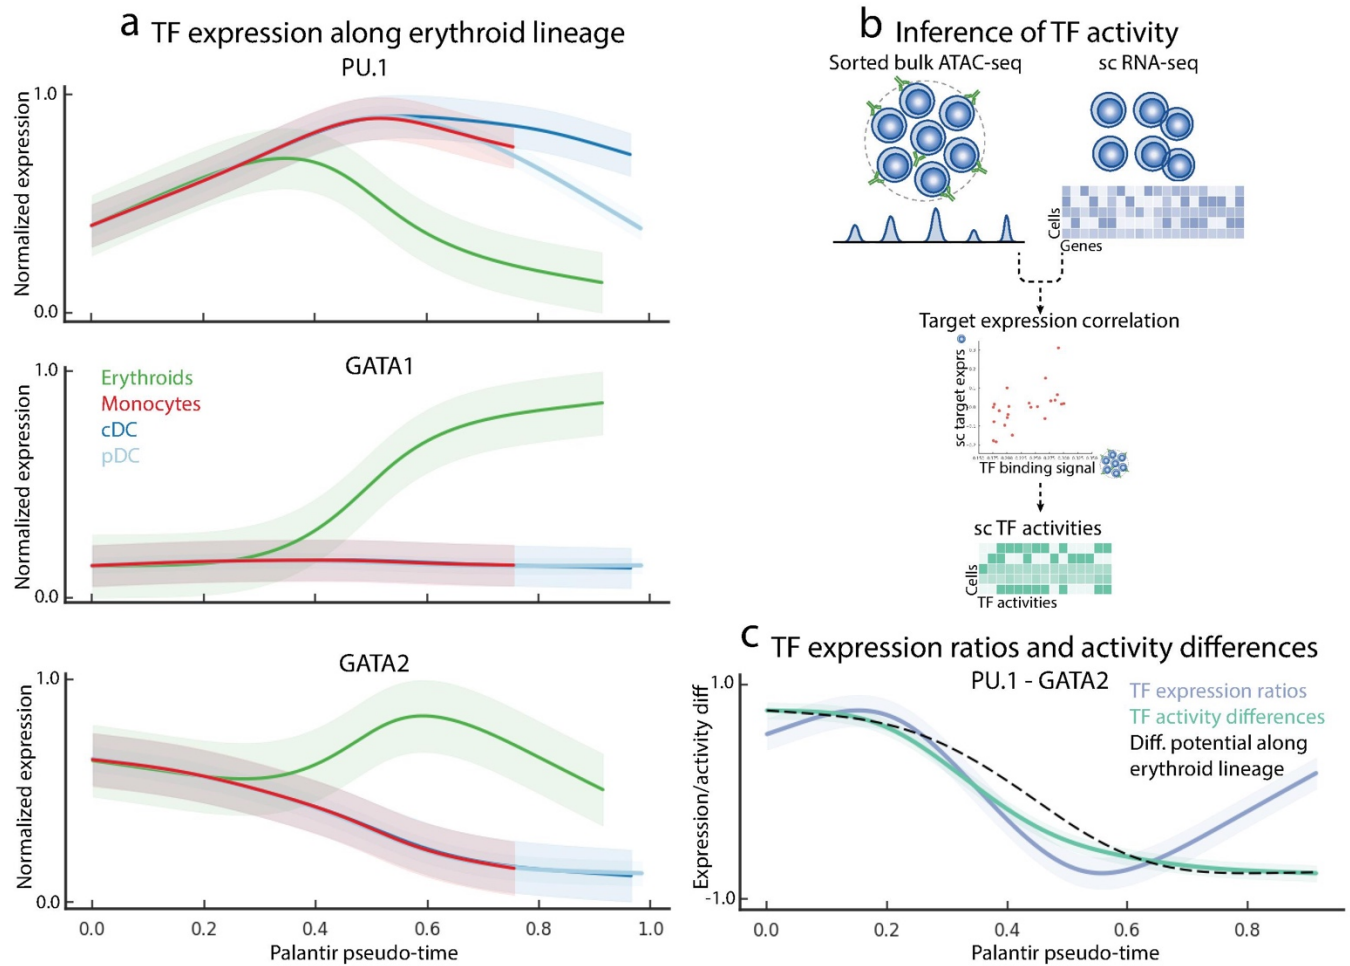 a TF expression along erythroid lineage
PU.1
Normalized expression
1.0
0.0
GATA1
Normalized expression
1.0
0.0
Erythroids
Monocytes
cDC
pDC
GATA2
Normalized expression
1.0
0.0
0.0 0.2 0.4 0.6 0.8 1.0
Palantir pseudo-time
b Inference of TF activity
Sorted bulk ATAC-seq
sc RNA-seq
Cells
Genes
Target expression correlation
sc target exprs
TF binding signal
sc TF activities
Cells
TF activities
c TF expression ratios and activity differences
PU.1 - GATA2
Expression/activity diff
1.0
-1.0
TF expression ratios
TF activity differences
Diff. potential along
erythroid lineage
0.0 0.2 0.4 0.6 0.8
Palantir pseudo-time